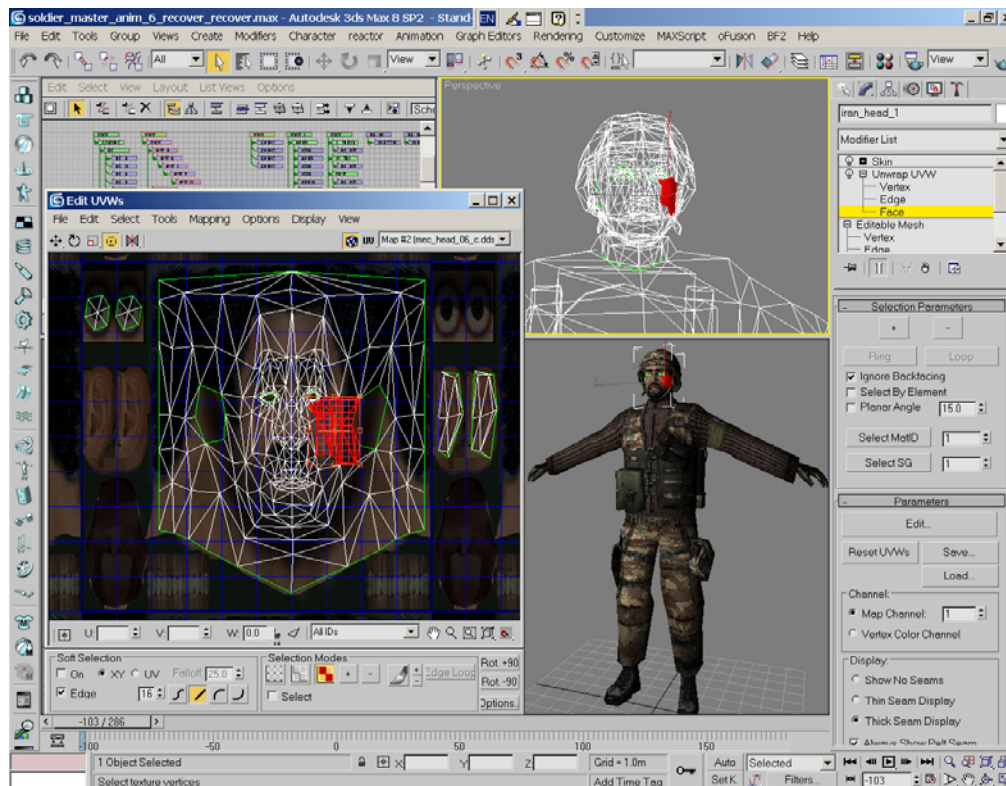 soldier_master_anim_6_recover_recover.max - Autodesk 3ds Max 8 SP2 - Stand
EN
File Edit Tools Group Views Create Modifiers Character reactor Animation Graph Editors Rendering Customize MAXScript oFusion BF2 Help
All
View
View
Edit Select View Layout List Views Options
Sche
Perspective
iran_head_1
Modifier List
Skin
Unwrap UVW
Vertex
Edge
Face
Editable Mesh
Vertex
Edge
Edit UVWs
File Edit Select Tools Mapping Options Display View
UV Map #2 (mec_head_06_c.dds
Selection Parameters
+ -
Ring Loop
Ignore Backfacing
Select By Element
Planar Angle 15.0
Select MatID 1
Select SG 1
Parameters
Edit...
Reset UVWs Save...
Load...
Channel:
Map Channel: 1
Vertex Color Channel
Display:
Show No Seams
Thin Seam Display
Thick Seam Display
Always Show Pelt Seam
U: V: W: 0.0 All IDs
Soft Selection
On XY UV Falloff 25.0
Edge 16
Selection Modes
+ - Edge Loop
Select
Rot. +90
Rot. -90
Options...
-103 / 286
-100 -50 0 50 100 150
1 Object Selected X Y Z Grid = 1.0m Auto Selected
Select texture vertices Add Time Tag Set K. Filters... -103